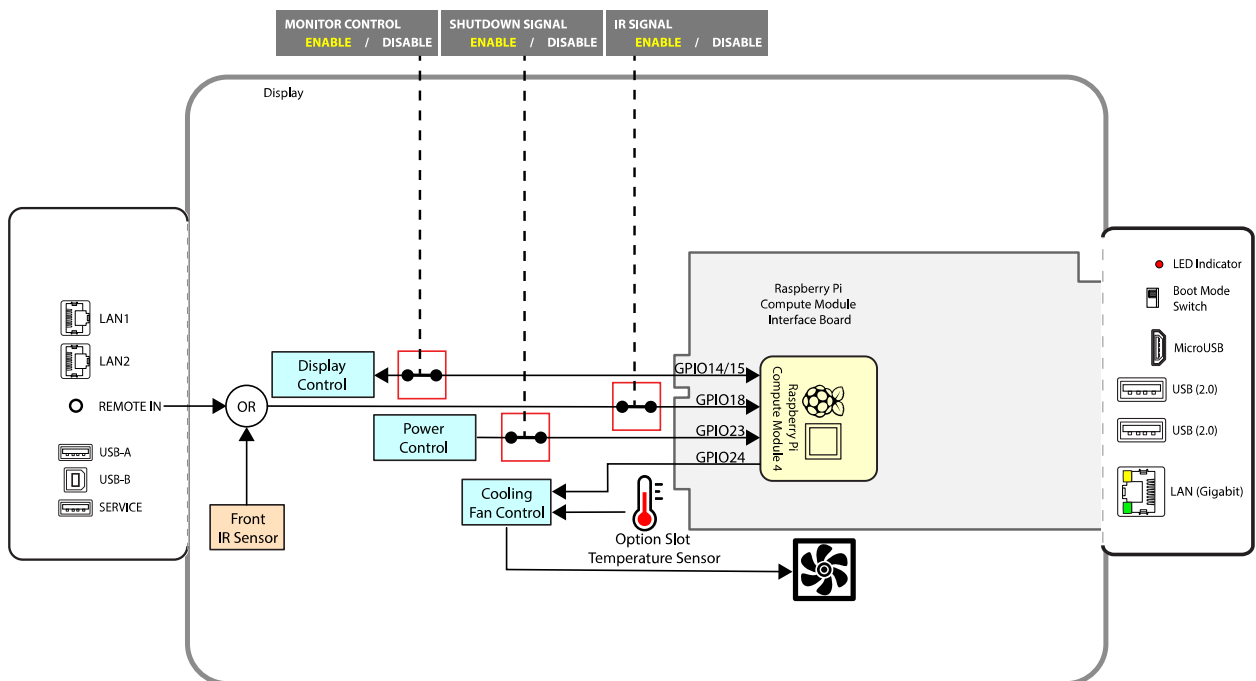 MONITOR CONTROL
ENABLE / DISABLE
SHUTDOWN SIGNAL
ENABLE / DISABLE
IR SIGNAL
ENABLE / DISABLE
Display
LAN1
LAN2
REMOTE IN
USB-A
USB-B
SERVICE
OR
Front
IR Sensor
Display
Control
Power
Control
Cooling
Fan Control
Option Slot
Temperature Sensor
Raspberry Pi
Compute Module
Interface Board
GPIO14/15
GPIO18
GPIO23
GPIO24
Raspberry Pi
Compute Module 4
LED Indicator
Boot Mode
Switch
MicroUSB
USB (2.0)
USB (2.0)
LAN (Gigabit)